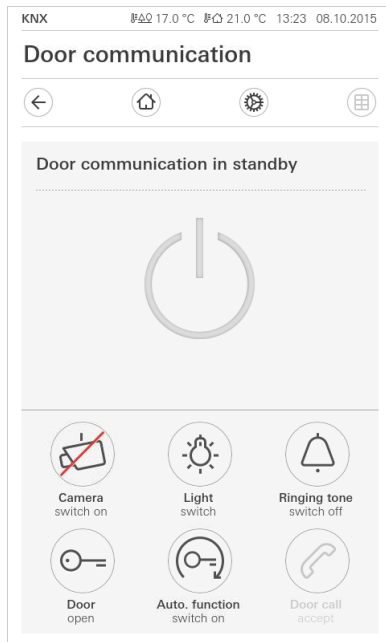 KNX 17.0 °C 21.0 °C 13:23 08.10.2015
Door communication
Door communication in standby
Camera Light Ringing tone
switch on switch switch off
Door Auto. function Door call
open switch on accept